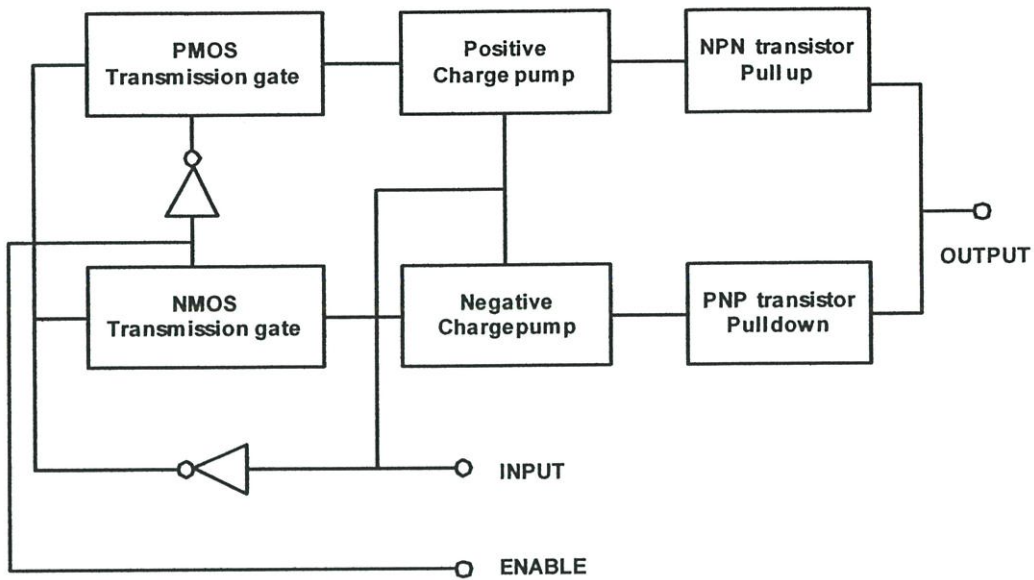 PMOS
Transmission gate
Positive
Charge pump
NPN transistor
Pull up
OUTPUT
NMOS
Transmission gate
Negative
Chargepump
PNP transistor
Pulldown
INPUT
ENABLE